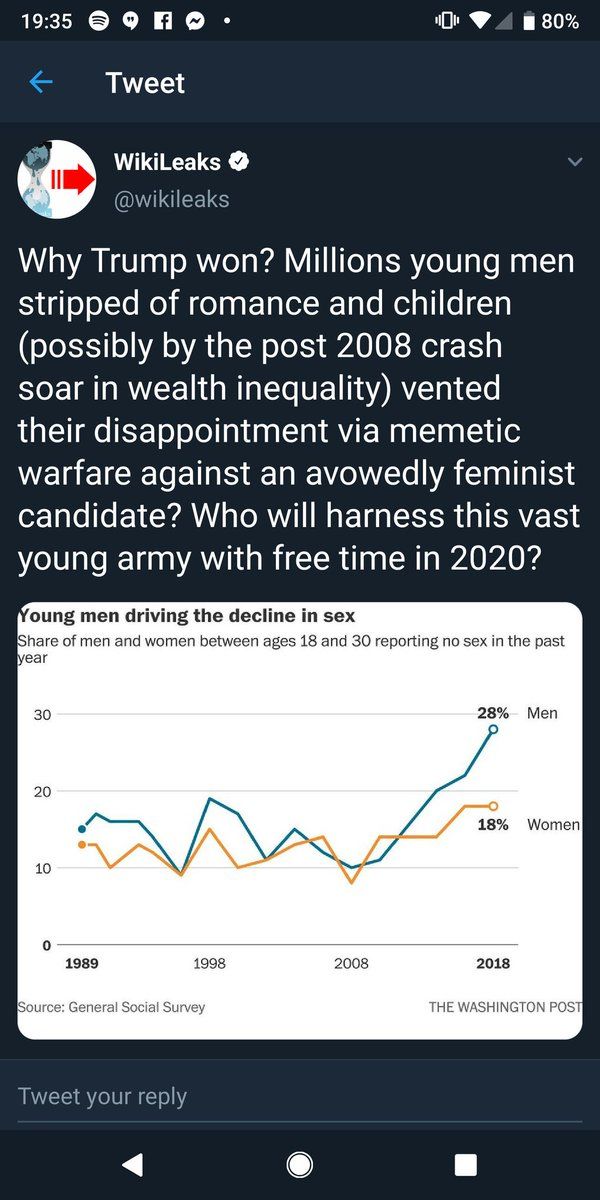 19:35
80%
Tweet
WikiLeaks
@wikileaks
Why Trump won? Millions young men
stripped of romance and children
(possibly by the post 2008 crash
soar in wealth inequality) vented
their disappointment via memetic
warfare against an avowedly feminist
candidate? Who will harness this vast
young army with free time in 2020?
Young men driving the decline in sex
Share of men and women between ages 18 and 30 reporting no sex in the past
year
30
28% Men
20
18% Women
10
0
1989 1998 2008 2018
Source: General Social Survey THE WASHINGTON POST
Tweet your reply